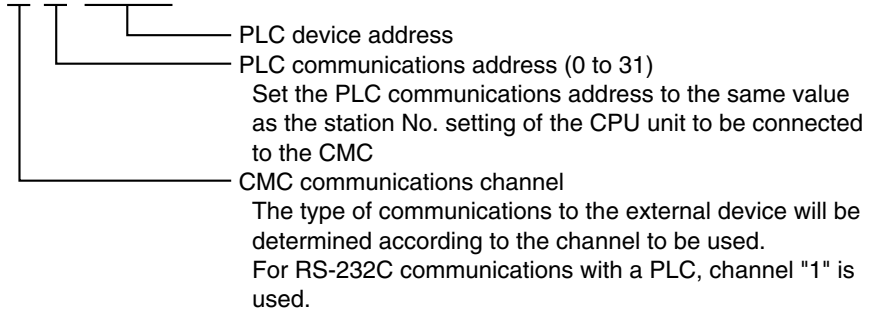 PLC device address
PLC communications address (0 to 31)
Set the PLC communications address to the same value
as the station No. setting of the CPU unit to be connected
to the CMC
CMC communications channel
The type of communications to the external device will be
determined according to the channel to be used.
For RS-232C communications with a PLC, channel "1" is
used.